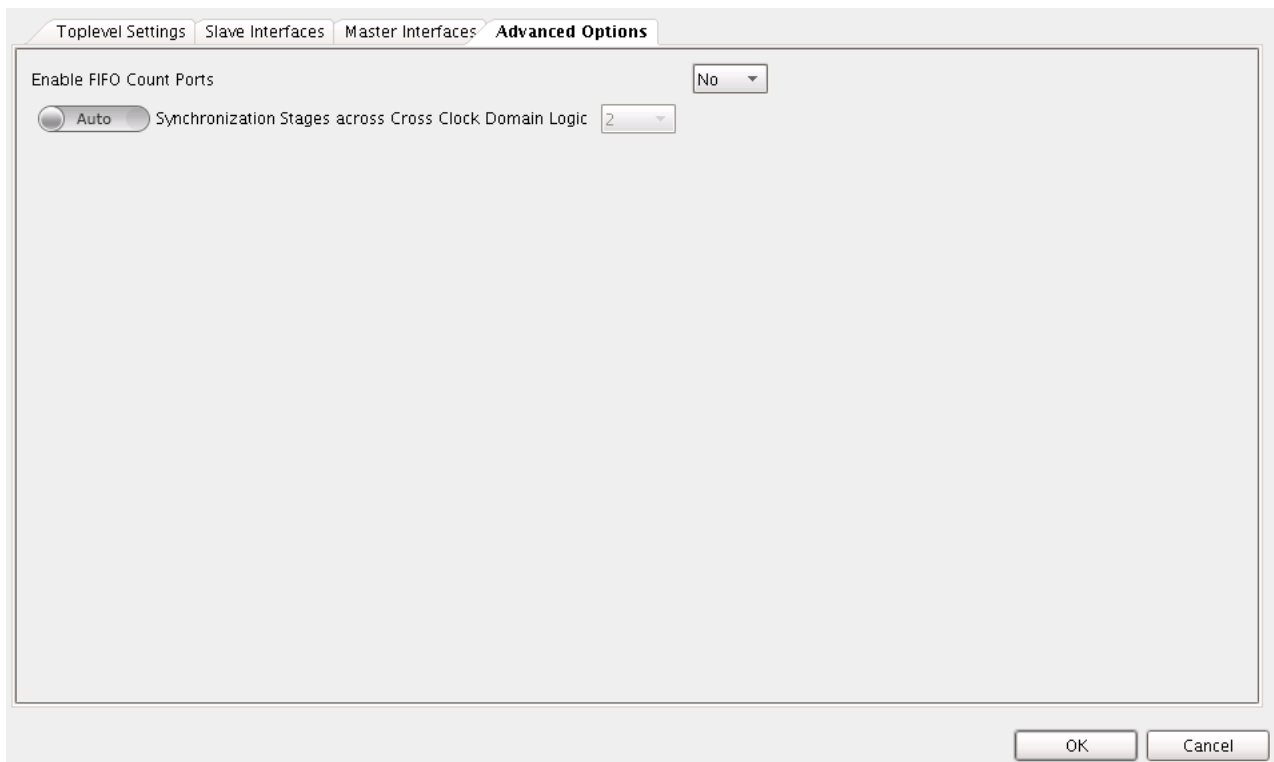 Toplevel Settings Slave Interfaces Master Interfaces Advanced Options
Enable FIFO Count Ports No
Auto Synchronization Stages across Cross Clock Domain Logic 2
OK Cancel